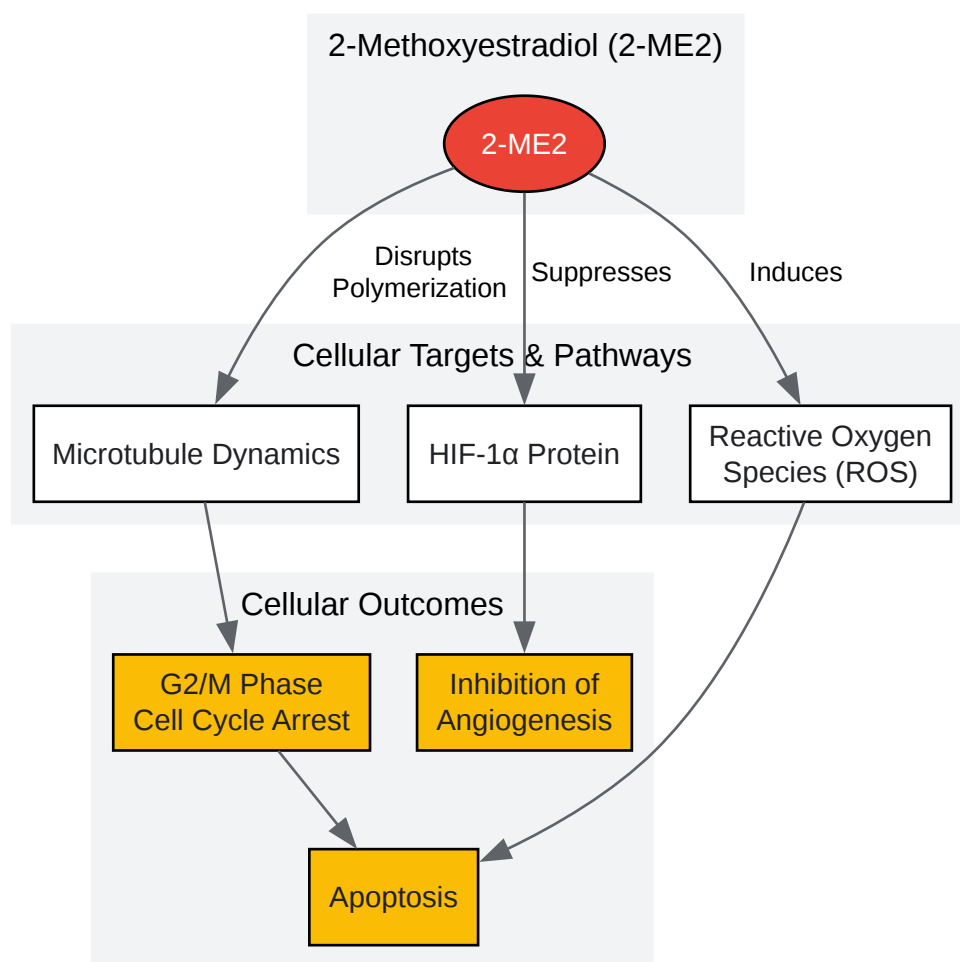 2-Methoxyestradiol (2-ME2)
2-ME2
Disrupts
Polymerization
Suppresses
Induces
Cellular Targets & Pathways
Microtubule Dynamics
HIF-1α Protein
Reactive Oxygen
Species (ROS)
Cellular Outcomes
G2/M Phase
Cell Cycle Arrest
Inhibition of
Angiogenesis
Apoptosis